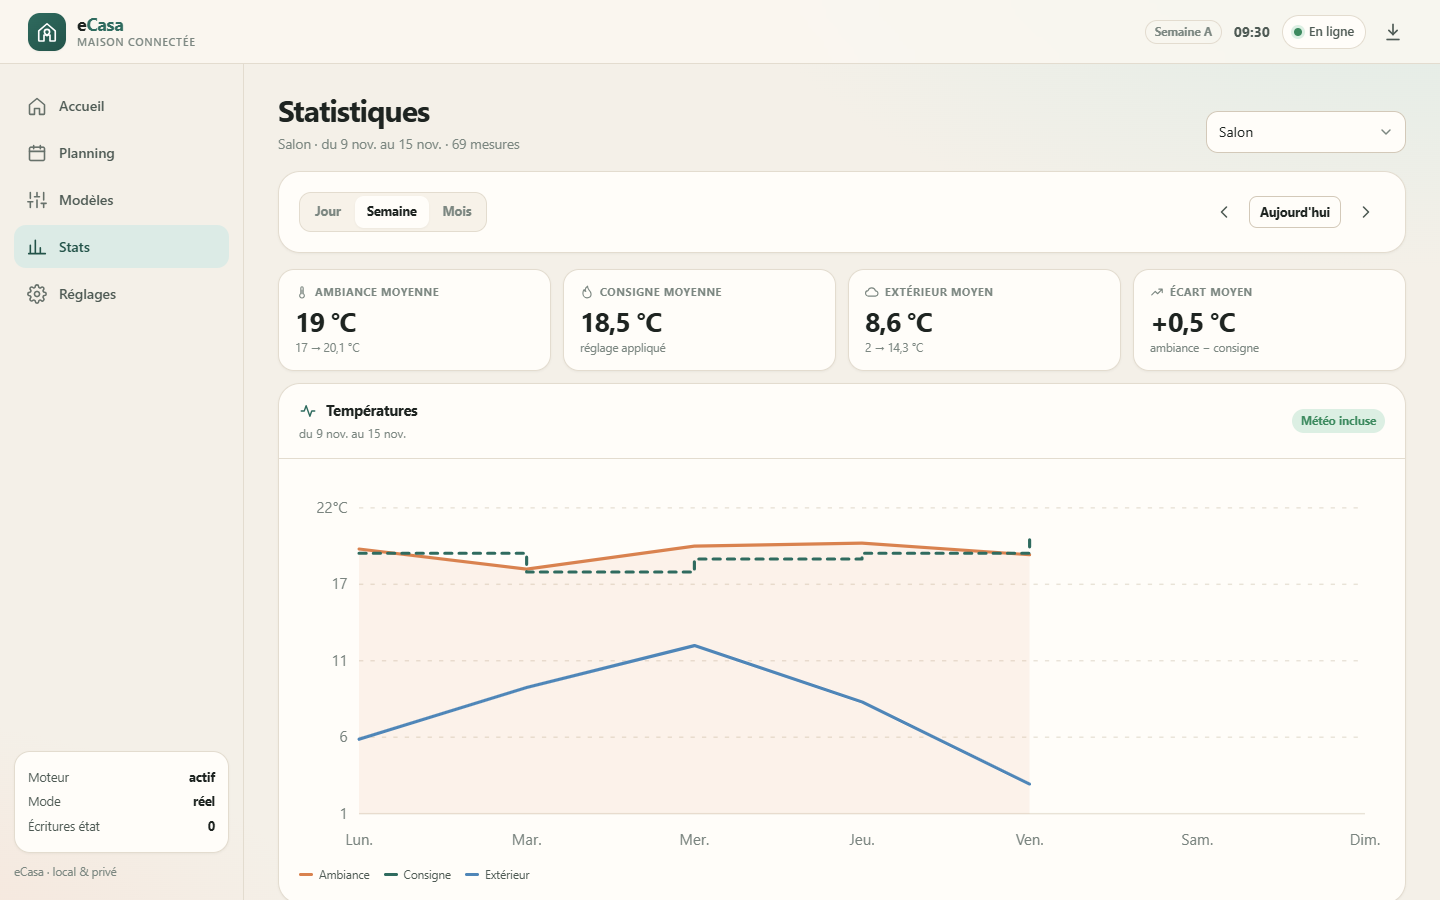 eCasa
MAISON CONNECTÉE
Semaine A
09:30
En ligne
Accueil
Planning
Modèles
Stats
Réglages
Moteur actif
Mode réel
Écritures état 0
eCasa · local & privé
Statistiques
Salon · du 9 nov. au 15 nov. · 69 mesures
Salon
Jour
Semaine
Mois
Aujourd'hui
AMBIANCE MOYENNE
19 °C
17 → 20,1 °C
CONSIGNE MOYENNE
18,5 °C
réglage appliqué
EXTÉRIEUR MOYEN
8,6 °C
2 → 14,3 °C
ÉCART MOYEN
+0,5 °C
ambiance − consigne
Températures
du 9 nov. au 15 nov.
Météo incluse
22°C
17
11
6
1
Lun. Mar. Mer. Jeu. Ven. Sam. Dim.
Ambiance Consigne Extérieur